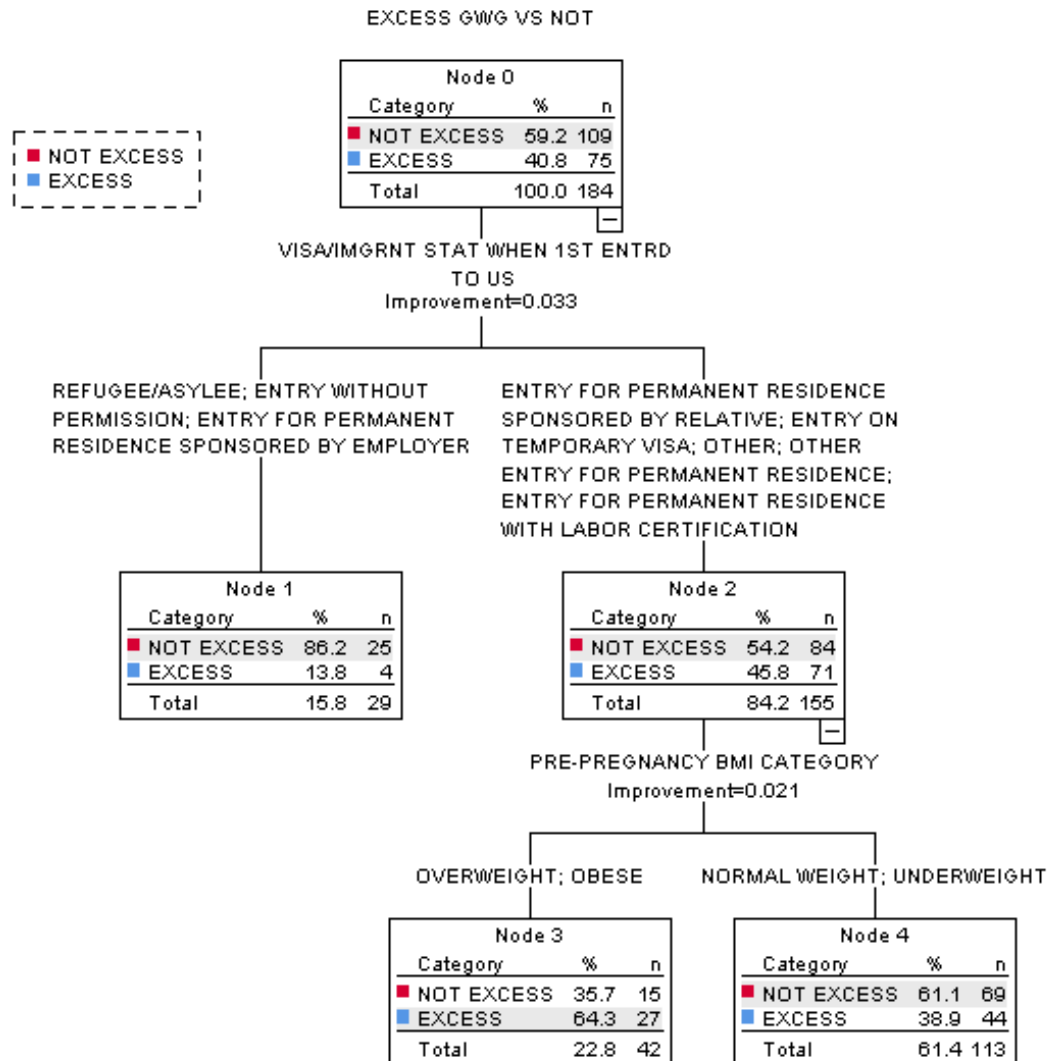 EXCESS GWG VS NOT
NOT EXCESS
EXCESS
Node 0
Category % n
NOT EXCESS 59.2 109
EXCESS 40.8 75
Total 100.0 184
VISA/IMGRNT STAT WHEN 1ST ENTRD
TO US
Improvement=0.033
REFUGEE/ASYLEE; ENTRY WITHOUT
PERMISSION; ENTRY FOR PERMANENT
RESIDENCE SPONSORED BY EMPLOYER
ENTRY FOR PERMANENT RESIDENCE
SPONSORED BY RELATIVE; ENTRY ON
TEMPORARY VISA; OTHER; OTHER
ENTRY FOR PERMANENT RESIDENCE;
ENTRY FOR PERMANENT RESIDENCE
WITH LABOR CERTIFICATION
Node 1
Category % n
NOT EXCESS 86.2 25
EXCESS 13.8 4
Total 15.8 29
Node 2
Category % n
NOT EXCESS 54.2 84
EXCESS 45.8 71
Total 84.2 155
PRE-PREGNANCY BMI CATEGORY
Improvement=0.021
OVERWEIGHT; OBESE
NORMAL WEIGHT; UNDERWEIGHT
Node 3
Category % n
NOT EXCESS 35.7 15
EXCESS 64.3 27
Total 22.8 42
Node 4
Category % n
NOT EXCESS 61.1 69
EXCESS 38.9 44
Total 61.4 113